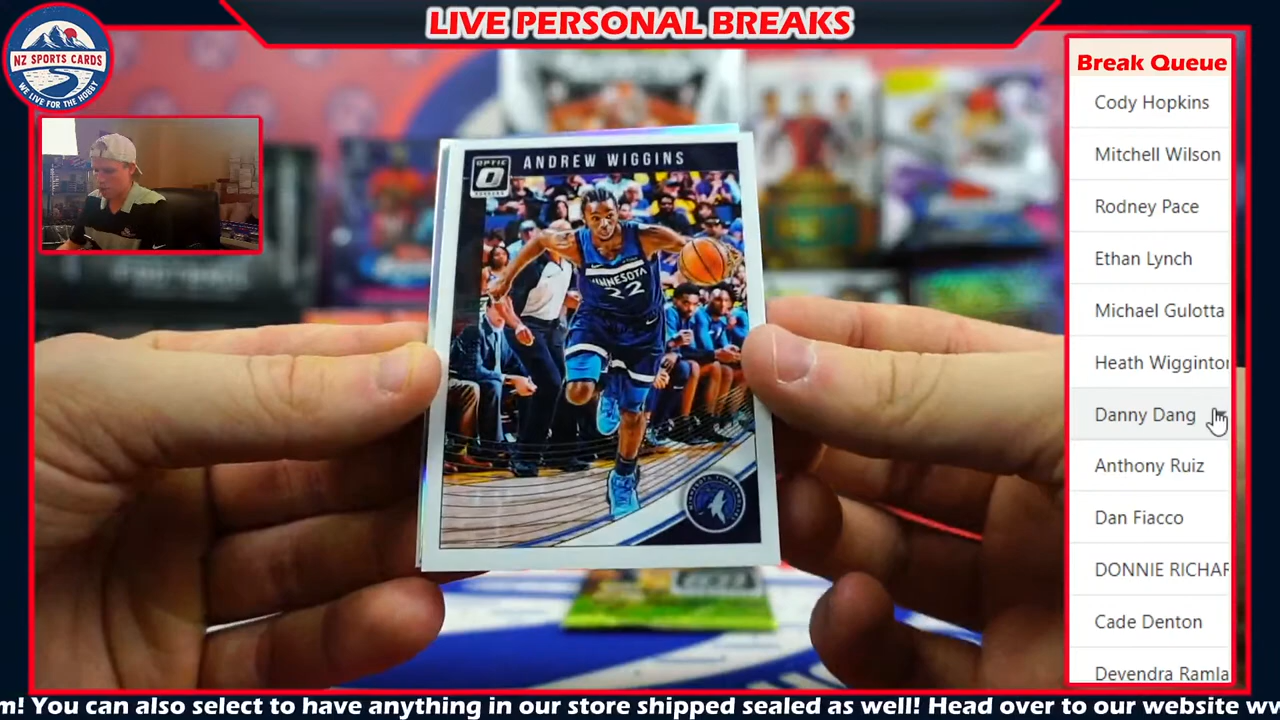 LIVE PERSONAL BREAKS
NZ SPORTS CARDS
WE LIVE FOR THE HOBBY
Break Queue
Cody Hopkins
Mitchell Wilson
Rodney Pace
Ethan Lynch
Michael Gulotta
Heath Wiggintor
Danny Dang
Anthony Ruiz
Dan Fiacco
DONNIE RICHAR
Cade Denton
Devendra Ramla
OPTIC
ANDREW WIGGINS
MINNESOTA
22
m! You can also select to have anything in our store shipped sealed as well! Head over to our website ww